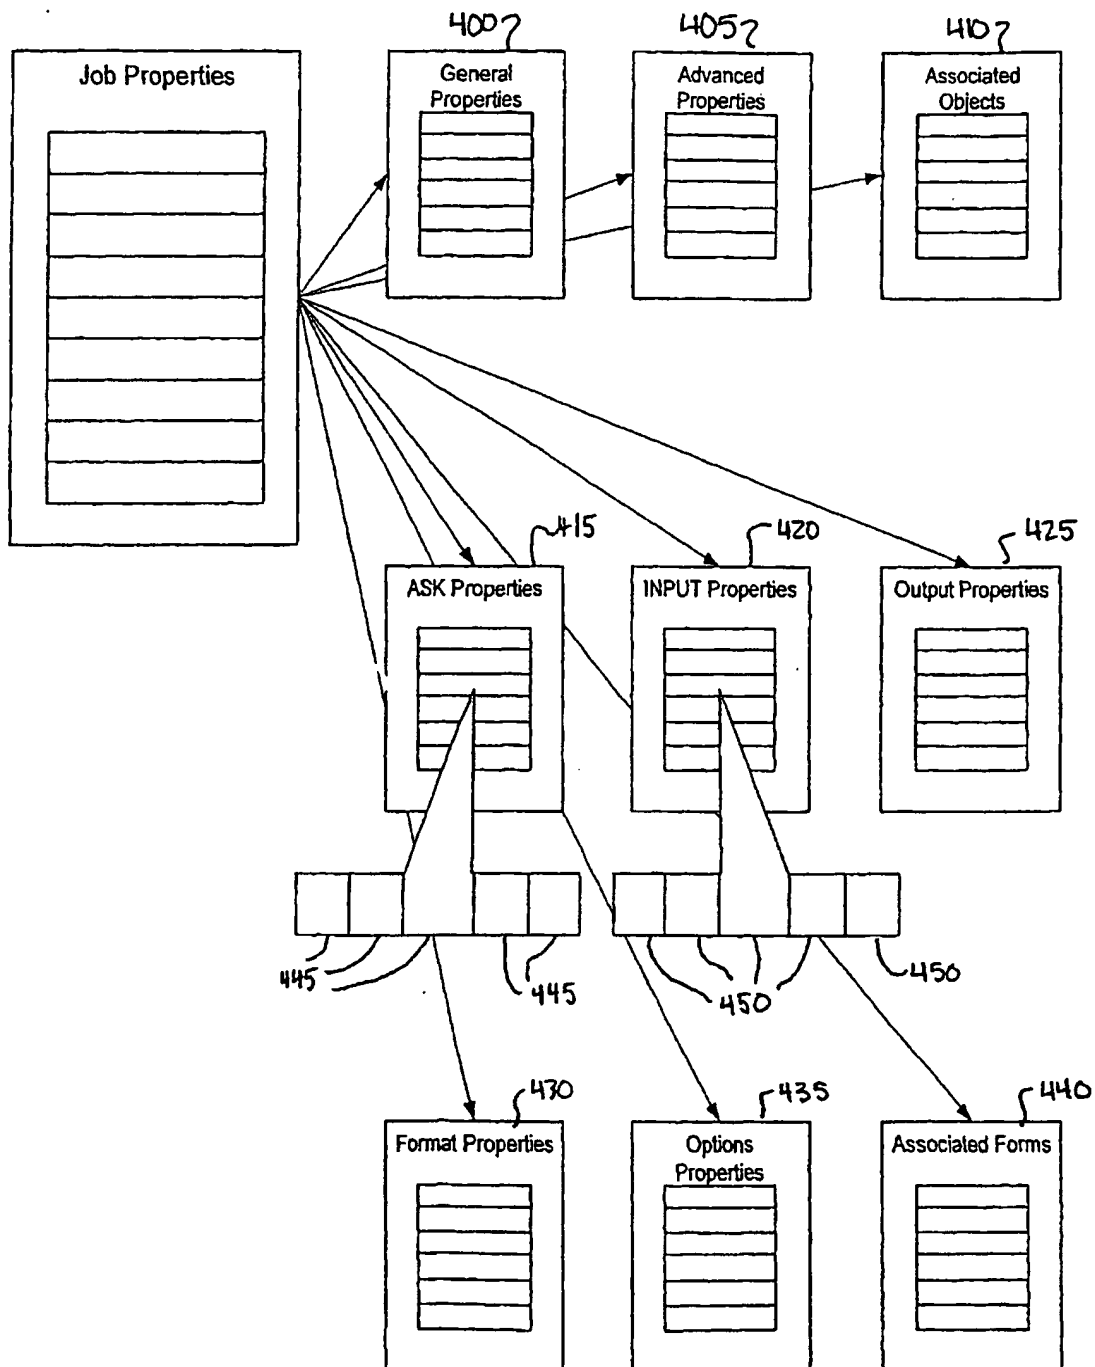 400
405
410
Job Properties
General
Properties
Advanced
Properties
Associated
Objects
415
420
425
ASK Properties
INPUT Properties
Output Properties
445
445
450
450
430
435
440
Format Properties
Options
Properties
Associated Forms